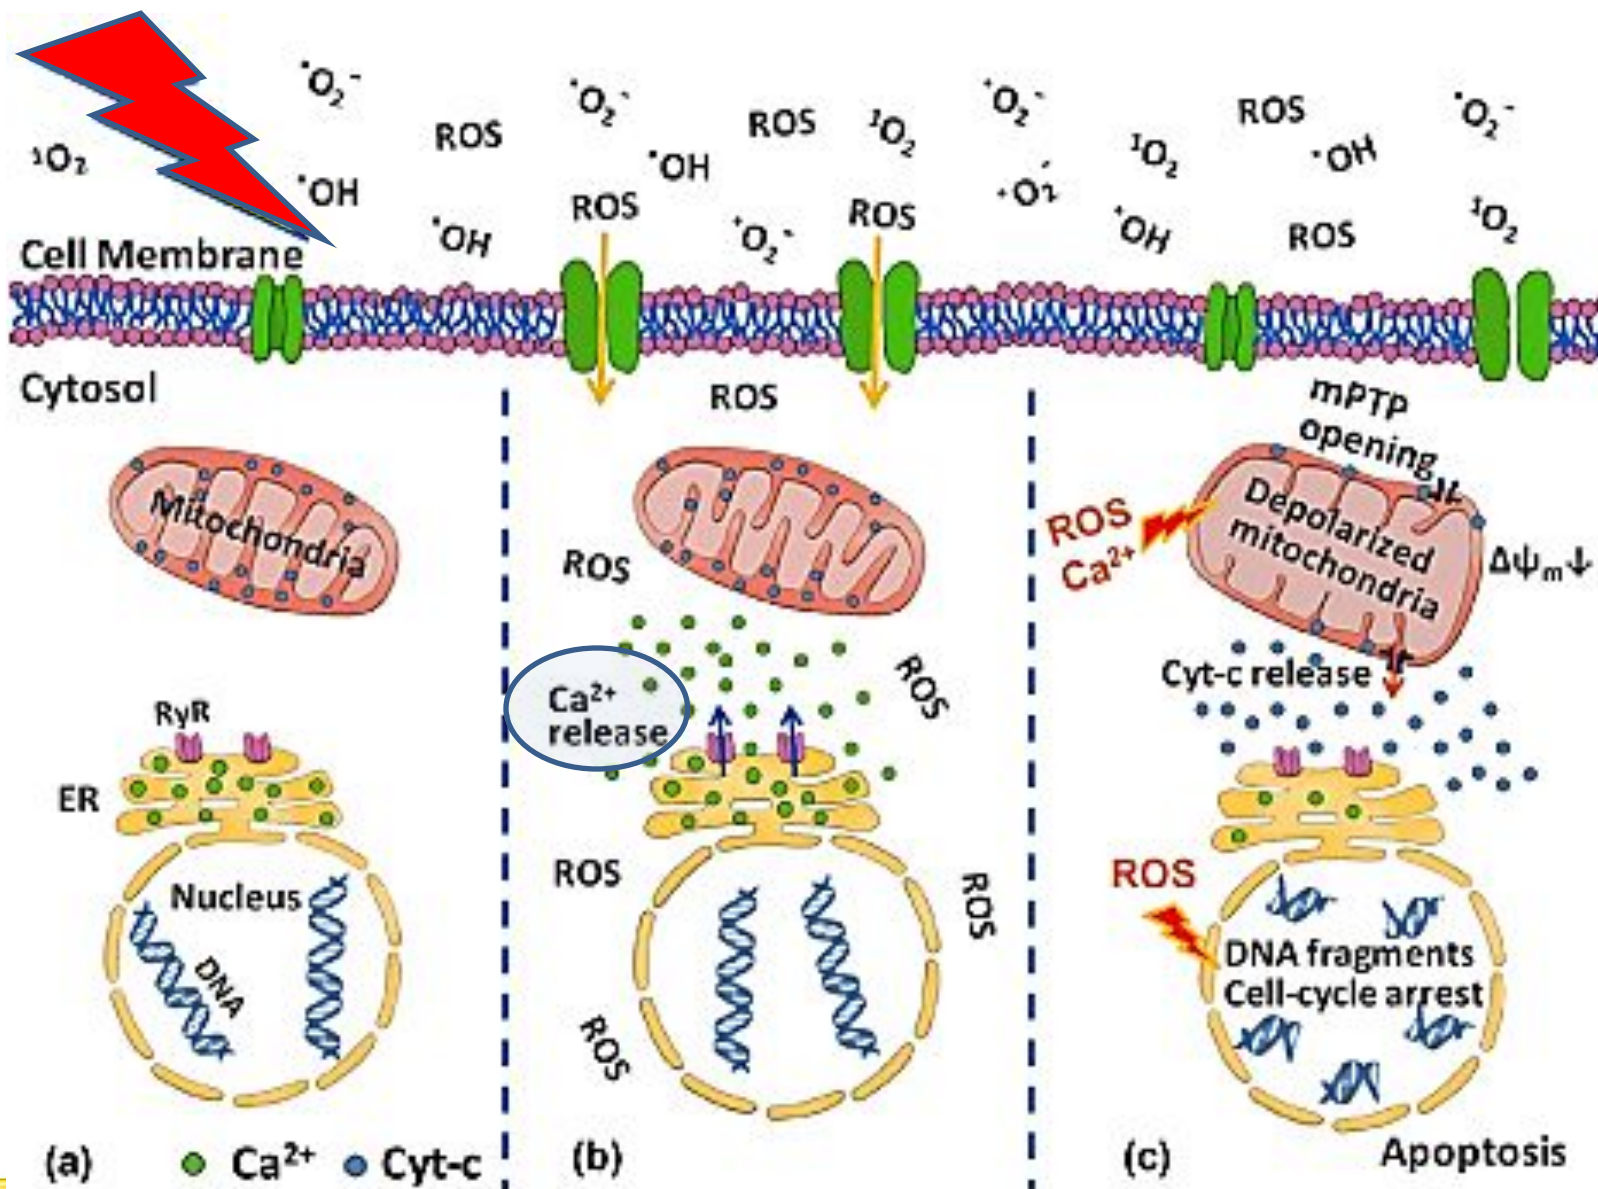 •O₂⁻
ROS
•O₂⁻
ROS
¹O₂
•O₂⁻
¹O₂
ROS
•OH
•O₂⁻
¹O₂
•OH
•OH
ROS
•O₂⁻
ROS
•O₂⁻
•OH
ROS
¹O₂
•OH
Cell Membrane
Cytosol
ROS
mPTP
opening
Mitochondria
ROS
ROS
Ca²⁺
Depolarized
mitochondria
Δψₘ↓
RyR
ER
Ca²⁺
release
ROS
Cyt-c release
Nucleus
DNA
ROS
ROS
ROS
ROS
DNA fragments
Cell-cycle arrest
(a)
Ca²⁺
Cyt-c
(b)
(c)
Apoptosis